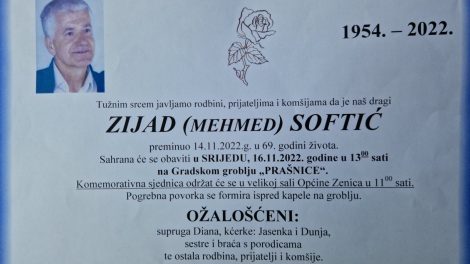 1954. – 2022.
Tužnim srcem javljamo rodbini, prijateljima i komšijama da je naš dragi
ZIJAD (MEHMED) SOFTIĆ
preminuo 14.11.2022.g. u 69. godini života.
Sahrana će se obaviti u SRIJEDU, 16.11.2022. godine u 13⁰⁰ sati
na Gradskom groblju „PRAŠNICE“.
Komemorativna sjednica održat će se u velikoj sali Općine Zenica u 11⁰⁰ sati.
Pogrebna povorka se formira ispred kapele na groblju.
OŽALOŠĆENI:
supruga Diana, kćerke: Jasenka i Dunja,
sestre i braća s porodicama
te ostala rodbina, prijatelji i komšije.